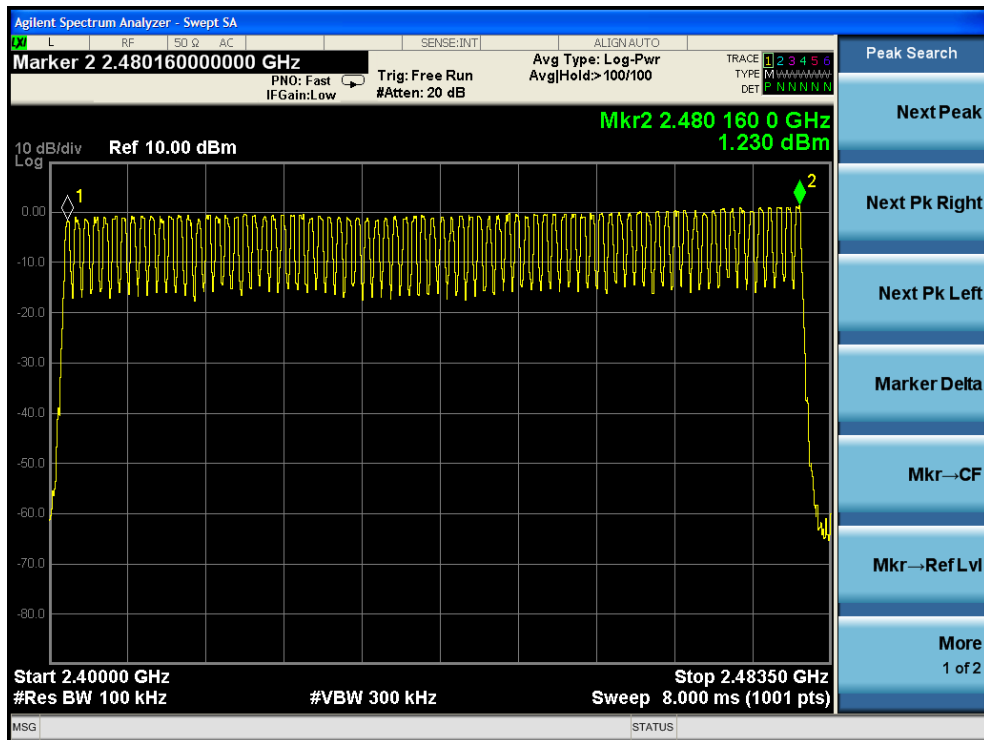 Agilent Spectrum Analyzer - Swept SA
LXI L RF 50 Ω AC SENSE:INT ALIGNAUTO
Marker 2 2.480160000000 GHz
PNO: Fast
IFGain:Low
Trig: Free Run
#Atten: 20 dB
Avg Type: Log-Pwr
Avg|Hold:>100/100
TRACE 1 2 3 4 5 6
TYPE M
DET P N N N N N
Mkr2 2.480 160 0 GHz
1.230 dBm
10 dB/div Ref 10.00 dBm
Log
1
2
0.00
-10.0
-20.0
-30.0
-40.0
-50.0
-60.0
-70.0
-80.0
Start 2.40000 GHz Stop 2.48350 GHz
#Res BW 100 kHz #VBW 300 kHz Sweep 8.000 ms (1001 pts)
MSG STATUS
Peak Search
Next Peak
Next Pk Right
Next Pk Left
Marker Delta
Mkr→CF
Mkr→Ref Lvl
More
1 of 2